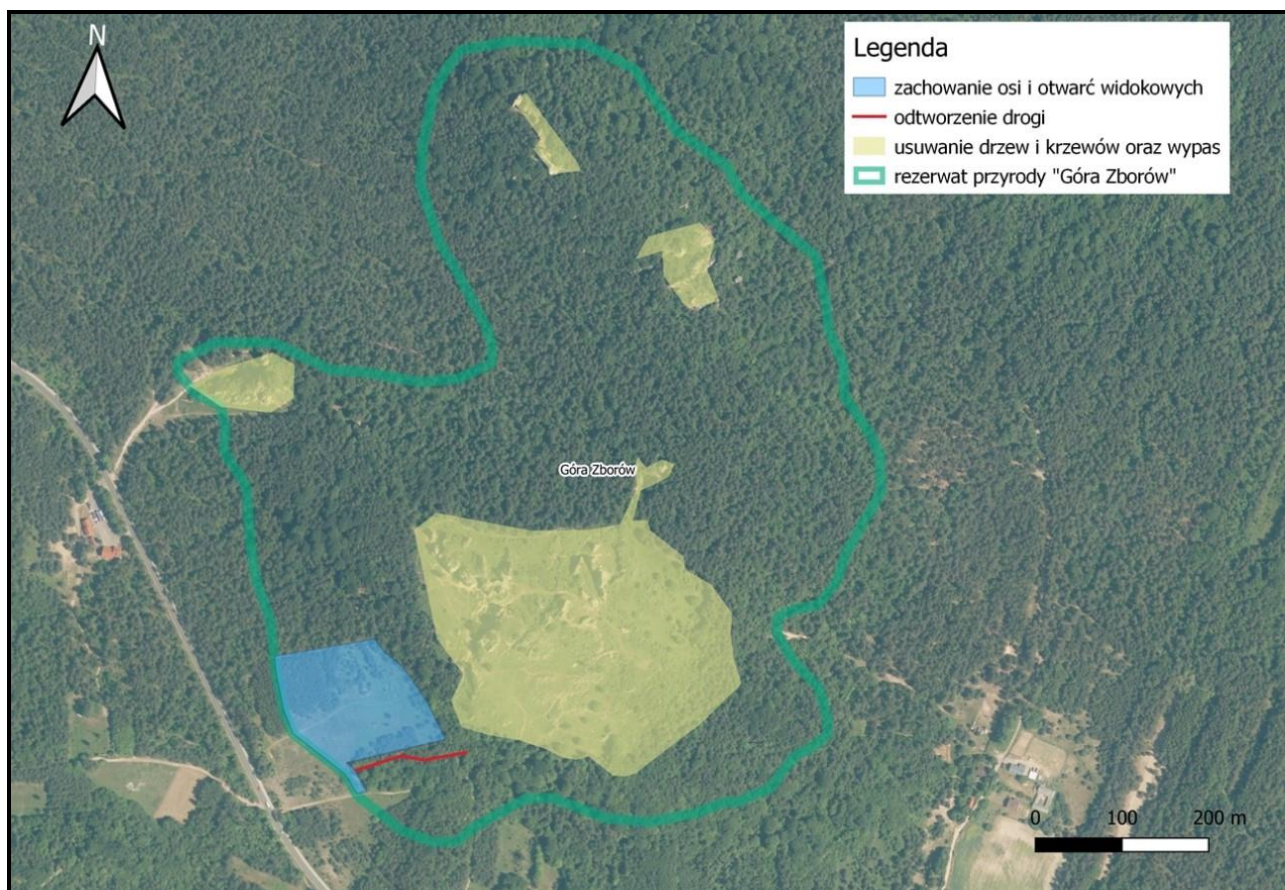 N
Legenda
zachowanie osi i otwarć widokowych
odtworzenie drogi
usuwanie drzew i krzewów oraz wypas
rezerwat przyrody "Góra Zborów"
Góra Zborów
0 100 200 m